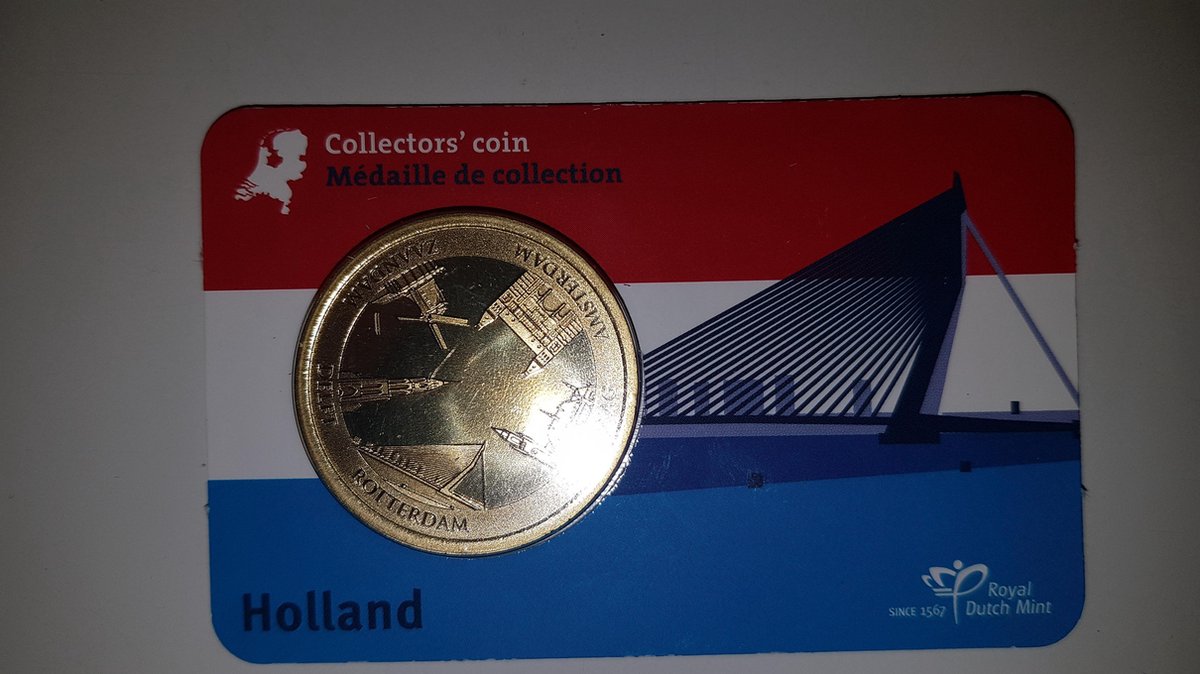 Collectors' coin
Médaille de collection
ZAANDAM
AMSTERDAM
DELFT
ROTTERDAM
Holland
Royal
SINCE 1567 Dutch Mint